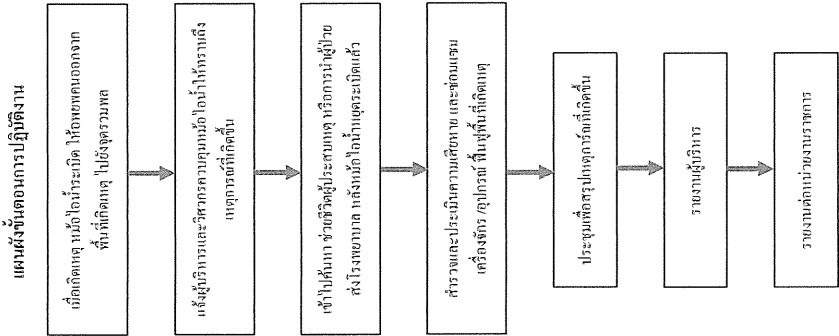 แผนผังขั้นตอนการปฏิบัติงาน
เมื่อเกิดเหตุ หม้อไอน้ำระเบิด ให้อพยพคนออกจาก
พื้นที่เกิดเหตุ ไปยังจุดรวมพล
แจ้งผู้บริหารและวิศวกรควบคุมหม้อไอน้ำให้ทราบถึง
เหตุการณ์ที่เกิดขึ้น
เข้าไปค้นหา ช่วยชีวิตผู้ประสบเหตุ หรือการนำผู้ป่วย
ส่งโรงพยาบาล หลังหม้อไอน้ำหยุดระเบิดแล้ว
สำรวจและประเมินความเสียหาย และซ่อมแซม
เครื่องจักร /อุปกรณ์ ฟื้นฟูพื้นที่เกิดเหตุ
ประชุมเพื่อสรุปเหตุการ์ณที่เกิดขึ้น
รายงานผู้บริหาร
รายงานต่อหน่วยงานราชการ